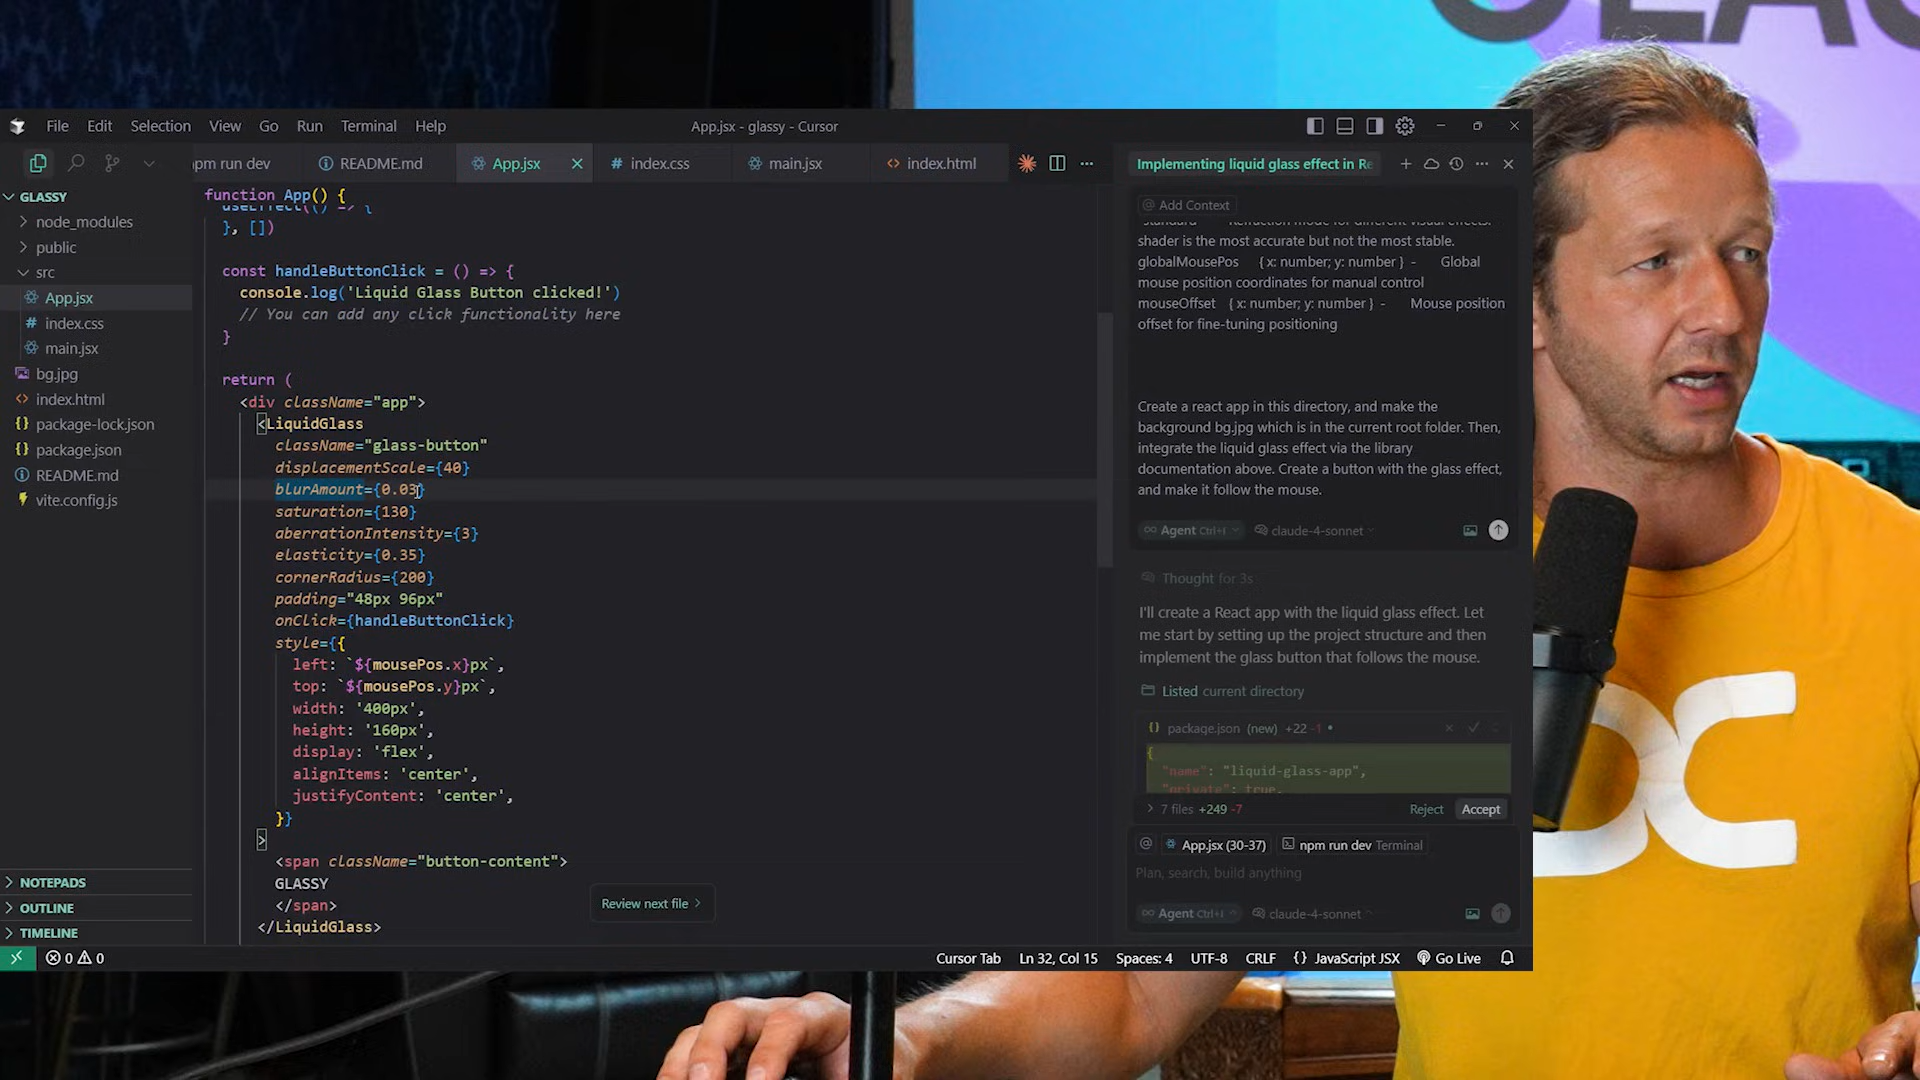 File Edit Selection View Go Run Terminal Help
App.jsx - glassy - Cursor
npm run dev
README.md
App.jsx
index.css
main.jsx
index.html
GLASSY
node_modules
public
src
App.jsx
index.css
main.jsx
bg.jpg
index.html
package-lock.json
package.json
README.md
vite.config.js
NOTEPADS
OUTLINE
TIMELINE
function App() {
useEffect(() => {
}, [])
const handleButtonClick = () => {
console.log('Liquid Glass Button clicked!')
// You can add any click functionality here
}
return (
<div className="app">
<LiquidGlass
className="glass-button"
displacementScale={40}
blurAmount={0.03}
saturation={130}
aberrationIntensity={3}
elasticity={0.35}
cornerRadius={200}
padding="48px 96px"
onClick={handleButtonClick}
style={{
left: `${mousePos.x}px`,
top: `${mousePos.y}px`,
width: '400px',
height: '160px',
display: 'flex',
alignItems: 'center',
justifyContent: 'center',
}}
>
<span className="button-content">
GLASSY
</span>
</LiquidGlass>
Review next file >
Implementing liquid glass effect in Re
@ Add Context
"standard" Refraction mode for different visual effects.
shader is the most accurate but not the most stable.
globalMousePos { x: number; y: number } - Global
mouse position coordinates for manual control
mouseOffset { x: number; y: number } - Mouse position
offset for fine-tuning positioning
Create a react app in this directory, and make the
background bg.jpg which is in the current root folder. Then,
integrate the liquid glass effect via the library
documentation above. Create a button with the glass effect,
and make it follow the mouse.
∞ Agent Ctrl+I claude-4-sonnet
Thought for 3s
I'll create a React app with the liquid glass effect. Let
me start by setting up the project structure and then
implement the glass button that follows the mouse.
Listed current directory
{} package.json (new) +22 -1 •
{
"name": "liquid-glass-app",
"private": true,
> 7 files +249 -7 Reject Accept
@ App.jsx (30-37) npm run dev Terminal
Plan, search, build anything
∞ Agent Ctrl+I claude-4-sonnet
0 0
Cursor Tab Ln 32, Col 15 Spaces: 4 UTF-8 CRLF {} JavaScript JSX Go Live